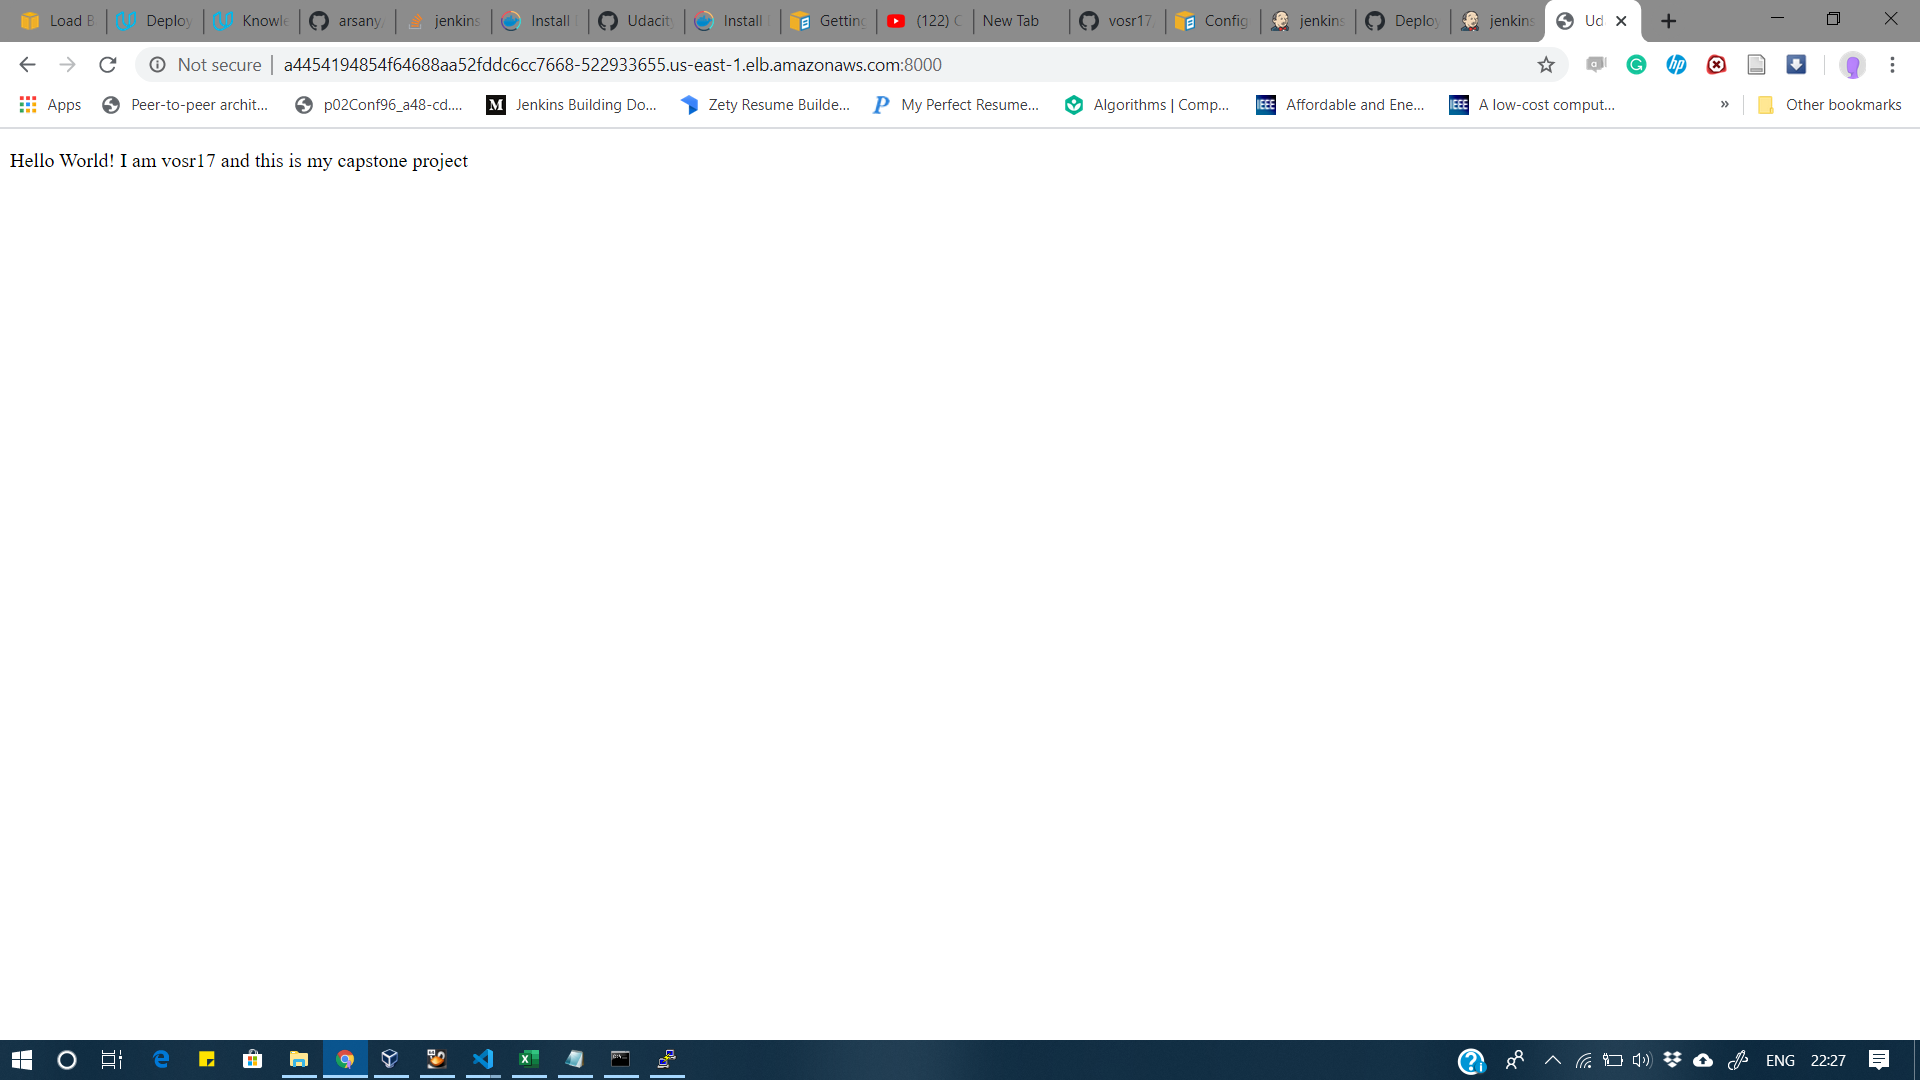 Load B
Deploy
Knowle
arsany
jenkins
Install
Udacity
Install
Getting
(122)
New Tab
vosr17
Config
jenkins
Deploy
jenkins
Ud
Not secure
a4454194854f64688aa52fddc6cc7668-522933655.us-east-1.elb.amazonaws.com:8000
Apps
Peer-to-peer archit...
p02Conf96_a48-cd....
M
Jenkins Building Do...
Zety Resume Builde...
My Perfect Resume...
Algorithms | Comp...
IEEE
Affordable and Ene...
IEEE
A low-cost comput...
»
Other bookmarks
Hello World! I am vosr17 and this is my capstone project
ENG
22:27